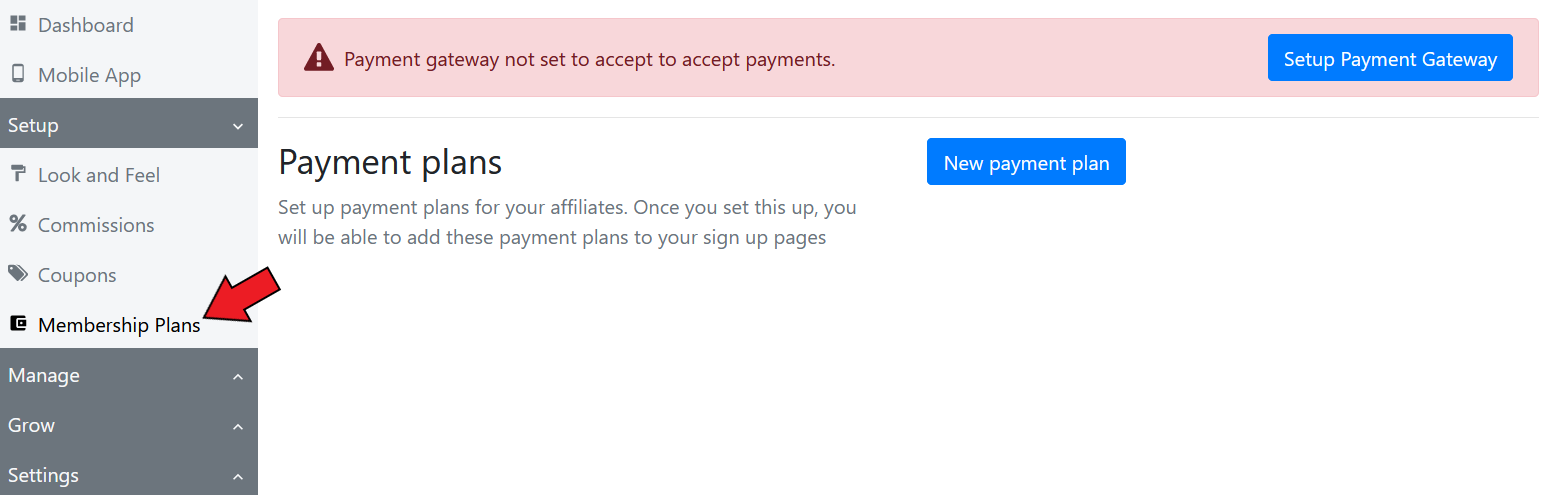 Dashboard
Mobile App
Setup
Look and Feel
Commissions
Coupons
Membership Plans
Manage
Grow
Settings
Payment gateway not set to accept to accept payments.
Setup Payment Gateway
Payment plans
New payment plan
Set up payment plans for your affiliates. Once you set this up, you
will be able to add these payment plans to your sign up pages